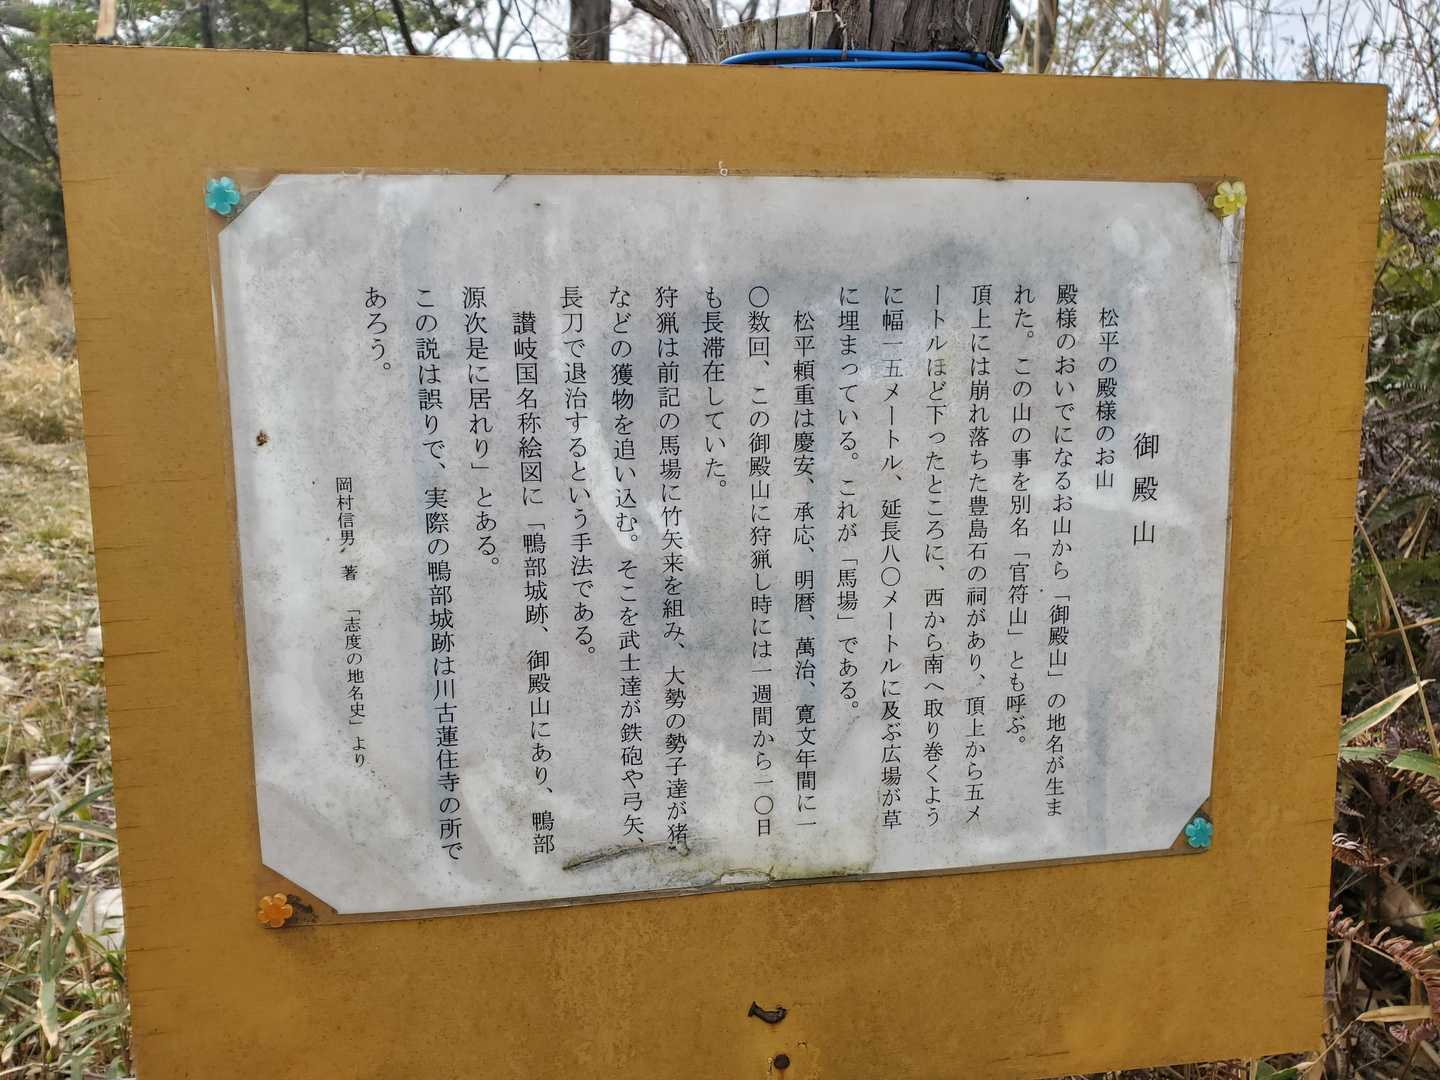 御殿山
松平の殿様のお山
殿様のおいでになるお山から「御殿山」の地名が生ま
れた。この山の事を別名「官符山」とも呼ぶ。
頂上には崩れ落ちた豊島石の祠があり、頂上から五メ
ートルほど下ったところに、西から南へ取り巻くよう
に幅一五メートル、延長八〇メートルに及ぶ広場が草
に埋まっている。これが「馬場」である。
松平頼重は慶安、承応、明暦、萬治、寛文年間に一
〇数回、この御殿山に狩猟し時には一週間から一〇日
も長滞在していた。
狩猟は前記の馬場に竹矢来を組み、大勢の勢子達が猪
などの獲物を追い込む。そこを武士達が鉄砲や弓矢、
長刀で退治するという手法である。
讃岐国名称絵図に「鴨部城跡、御殿山にあり、鴨部
源次是に居れり」とある。
この説は誤りで、実際の鴨部城跡は川古蓮住寺の所で
あろう。
岡村信男 著 「志度の地名史」より